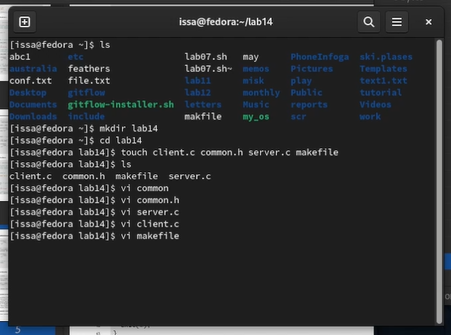 issa@fedora:~/lab14
[issa@fedora ~]$ ls
abc1 etc lab07.sh may PhoneInfoga ski.plases
australia feathers lab07.sh~ memos Pictures Templates
conf.txt file.txt lab11 misk play text1.txt
Desktop gitflow lab12 monthly Public tutorial
Documents gitflow-installer.sh letters Music reports Videos
Downloads include makefile my_os scr work
[issa@fedora ~]$ mkdir lab14
[issa@fedora ~]$ cd lab14
[issa@fedora lab14]$ touch client.c common.h server.c makefile
[issa@fedora lab14]$ ls
client.c common.h makefile server.c
[issa@fedora lab14]$ vi common
[issa@fedora lab14]$ vi common.h
[issa@fedora lab14]$ vi server.c
[issa@fedora lab14]$ vi client.c
[issa@fedora lab14]$ vi makefile
5